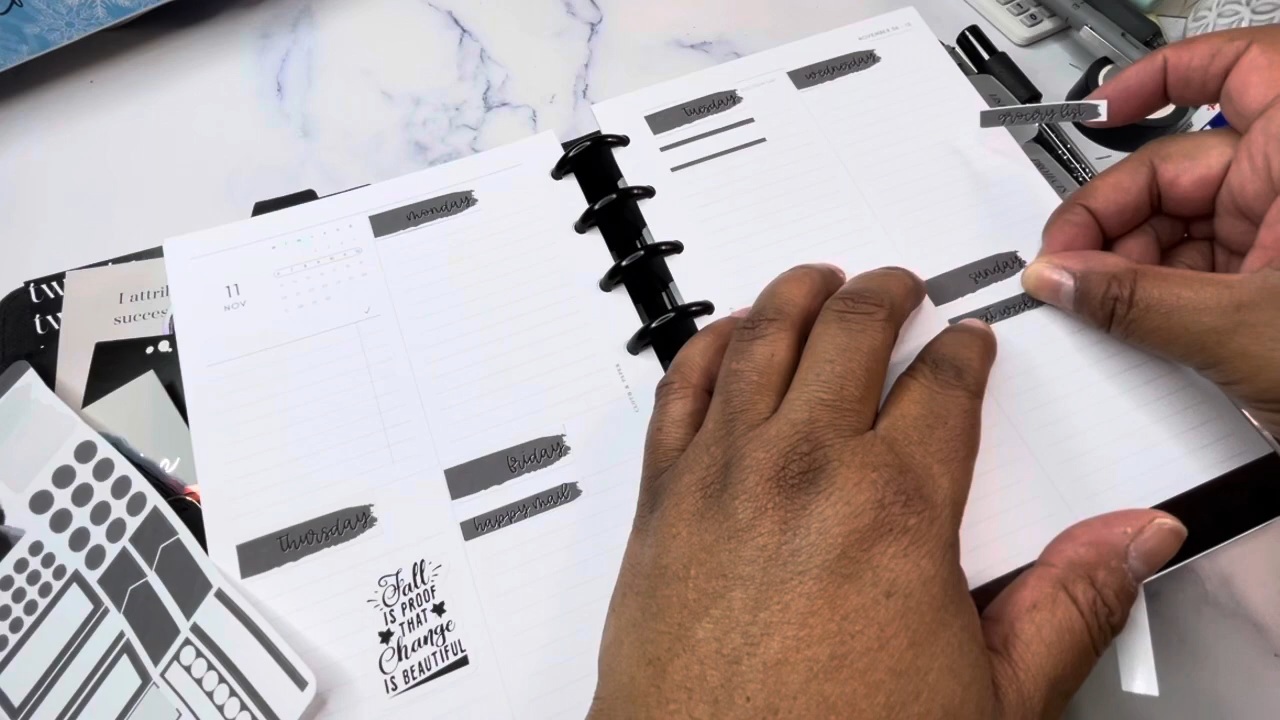 monday
11
NOV
tuesday
wednesday
grocery list
sunday
friday
happy mail
thursday
Fall
IS PROOF
THAT
Change
IS BEAUTIFUL
I attri
succes